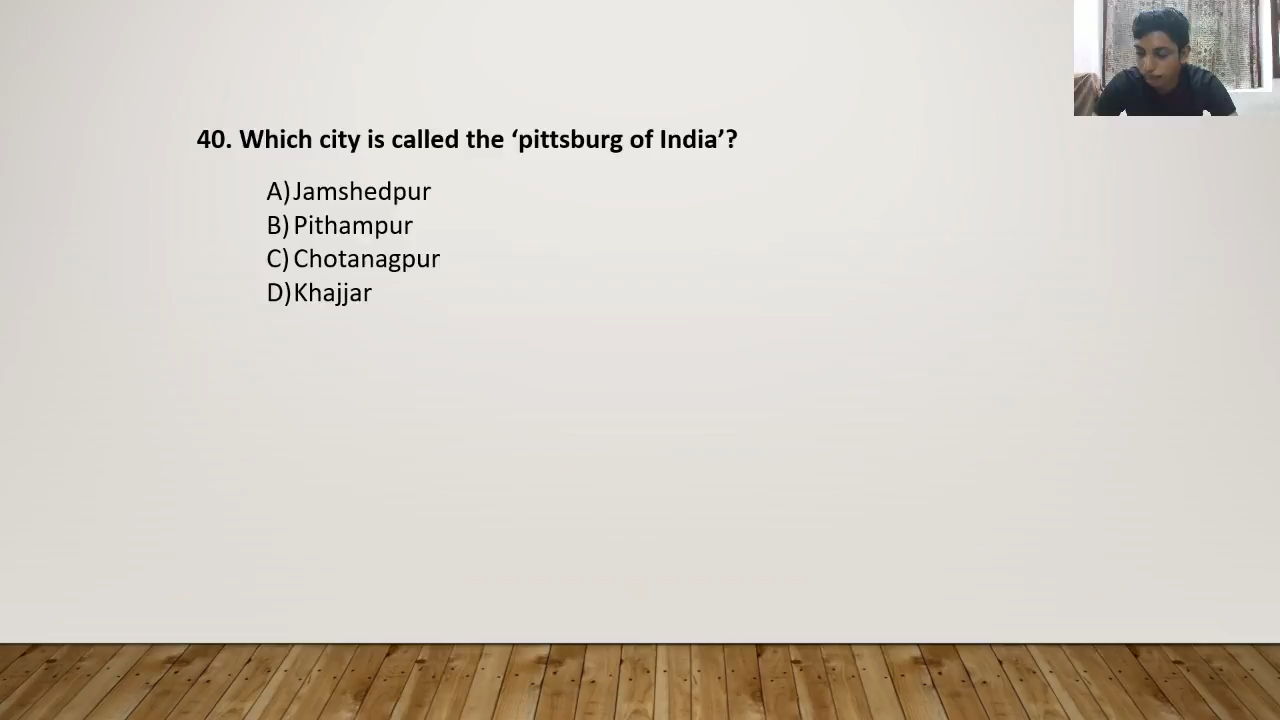 40. Which city is called the ‘pittsburg of India’?
A) Jamshedpur
B) Pithampur
C) Chotanagpur
D) Khajjar